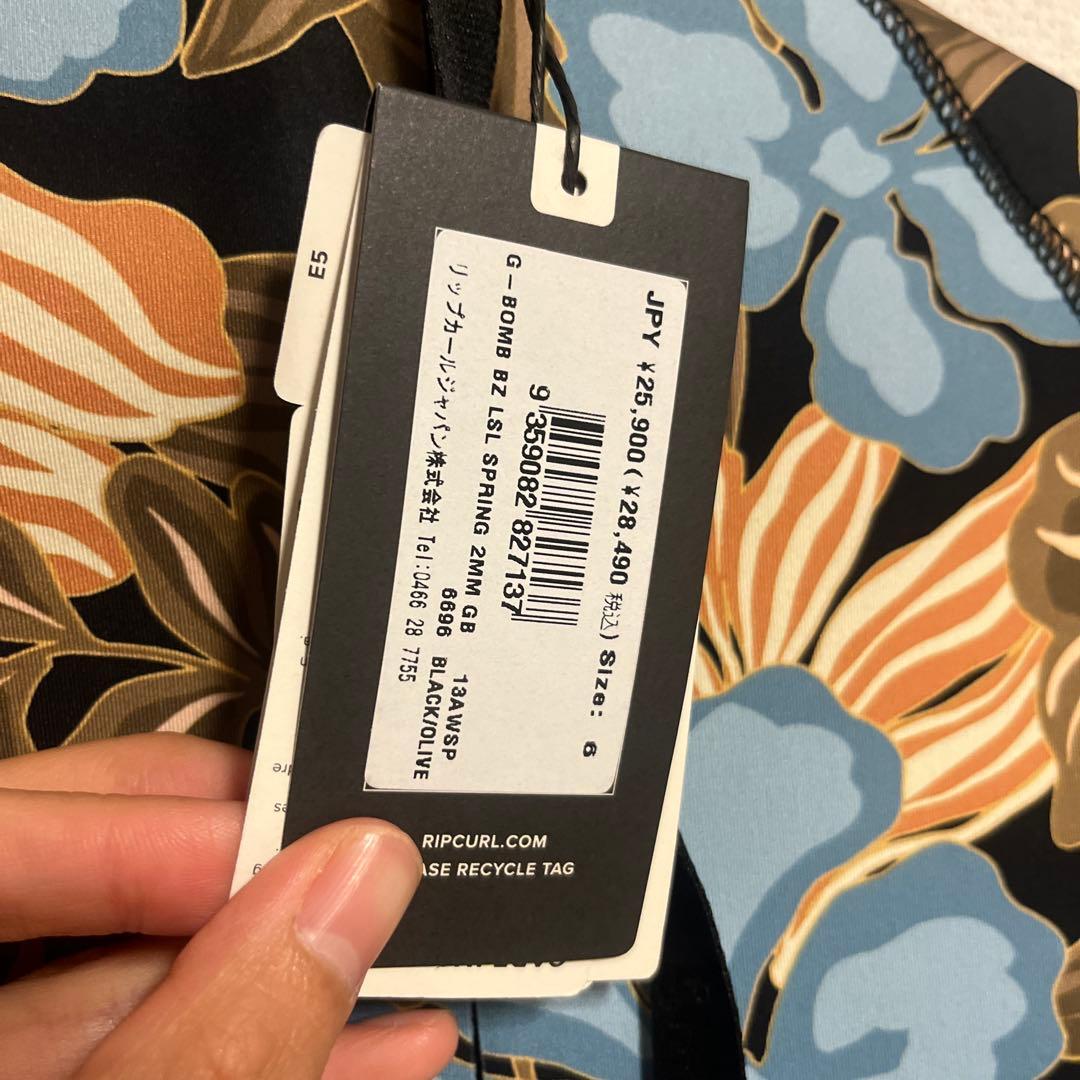 JPY ¥25,900(¥28,490 税込) Size: 6
9 359082 827137
G-BOMB BZ LSL SPRING 2MM GB 13AWSP
6696 BLACK/OLIVE
リップカールジャパン株式会社 Tel:0466 28 7755
RIPCURL.COM
ASE RECYCLE TAG
E5